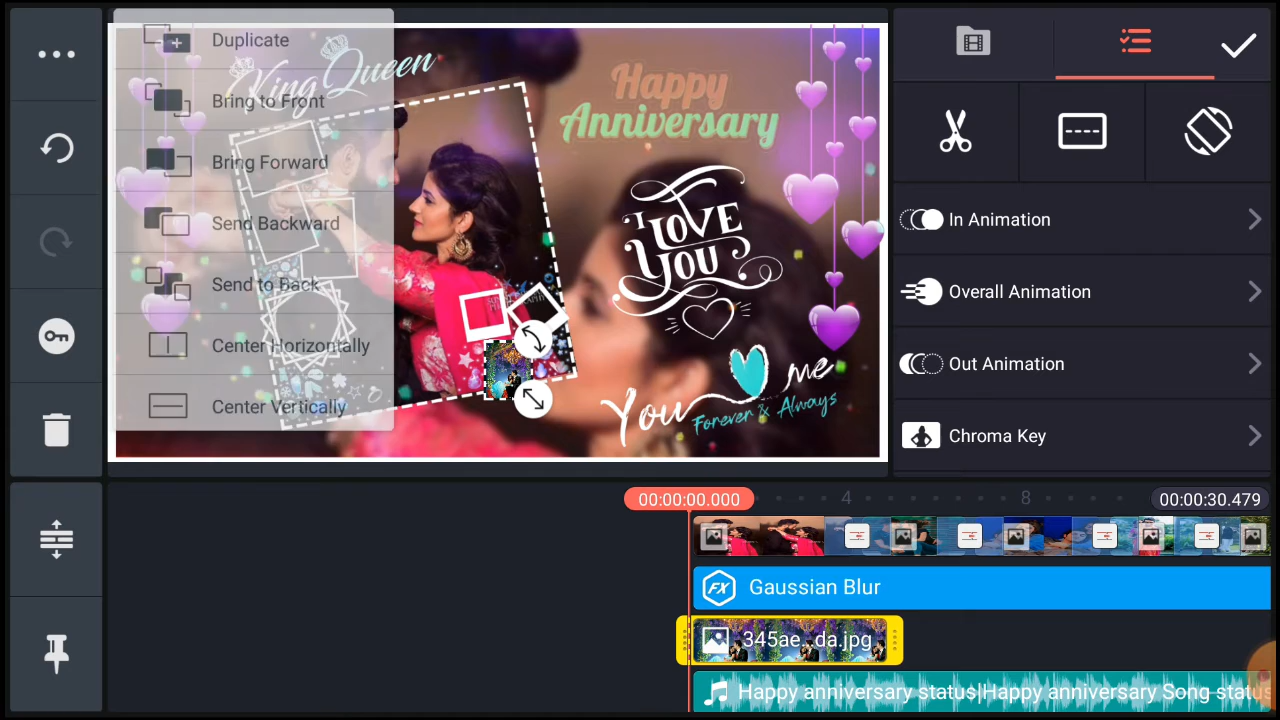 Duplicate
Bring to Front
Bring Forward
Send Backward
Send to Back
Center Horizontally
Center Vertically
King Queen
Happy
Anniversary
I LOVE
YOU
You me
Forever & Always
In Animation
Overall Animation
Out Animation
Chroma Key
00:00:00.000
4
8
00:00:30.479
FX Gaussian Blur
345ae...da.jpg
Happy anniversary status|Happy anniversary Song status